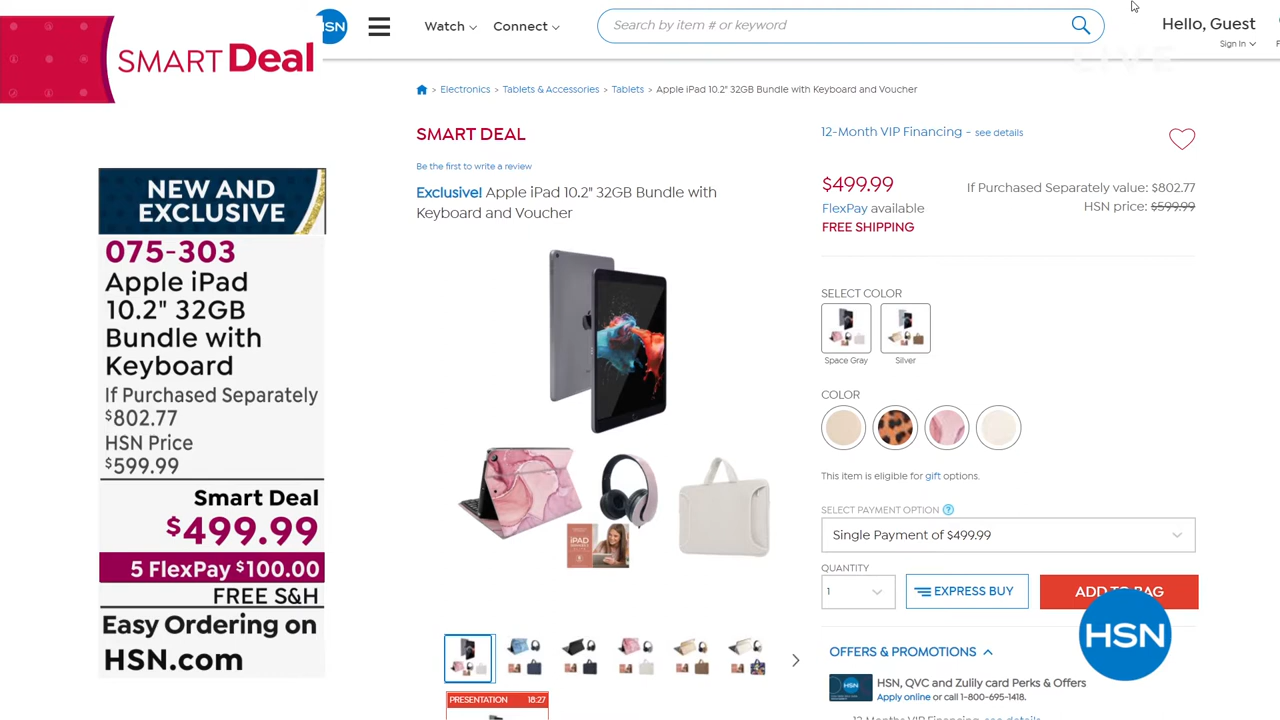 SMART Deal
NEW AND
EXCLUSIVE
075-303
Apple iPad
10.2" 32GB
Bundle with
Keyboard
If Purchased Separately
$802.77
HSN Price
$599.99
Smart Deal
$499.99
5 FlexPay $100.00
FREE S&H
Easy Ordering on
HSN.com
HSN
Watch
Connect
Search by item # or keyword
Hello, Guest
Sign In
LIVE
Electronics > Tablets & Accessories > Tablets > Apple iPad 10.2" 32GB Bundle with Keyboard and Voucher
SMART DEAL
Be the first to write a review
Exclusive! Apple iPad 10.2" 32GB Bundle with
Keyboard and Voucher
iPAD
PRESENTATION 18:27
12-Month VIP Financing - see details
$499.99
If Purchased Separately value: $802.77
FlexPay available
HSN price: $599.99
FREE SHIPPING
SELECT COLOR
Space Gray
Silver
COLOR
This item is eligible for gift options.
SELECT PAYMENT OPTION ?
Single Payment of $499.99
QUANTITY
1
EXPRESS BUY
ADD TO BAG
HSN
OFFERS & PROMOTIONS
HSN, QVC and Zulily card Perks & Offers
Apply online or call 1-800-695-1418.
12 Months VIP Financing see details